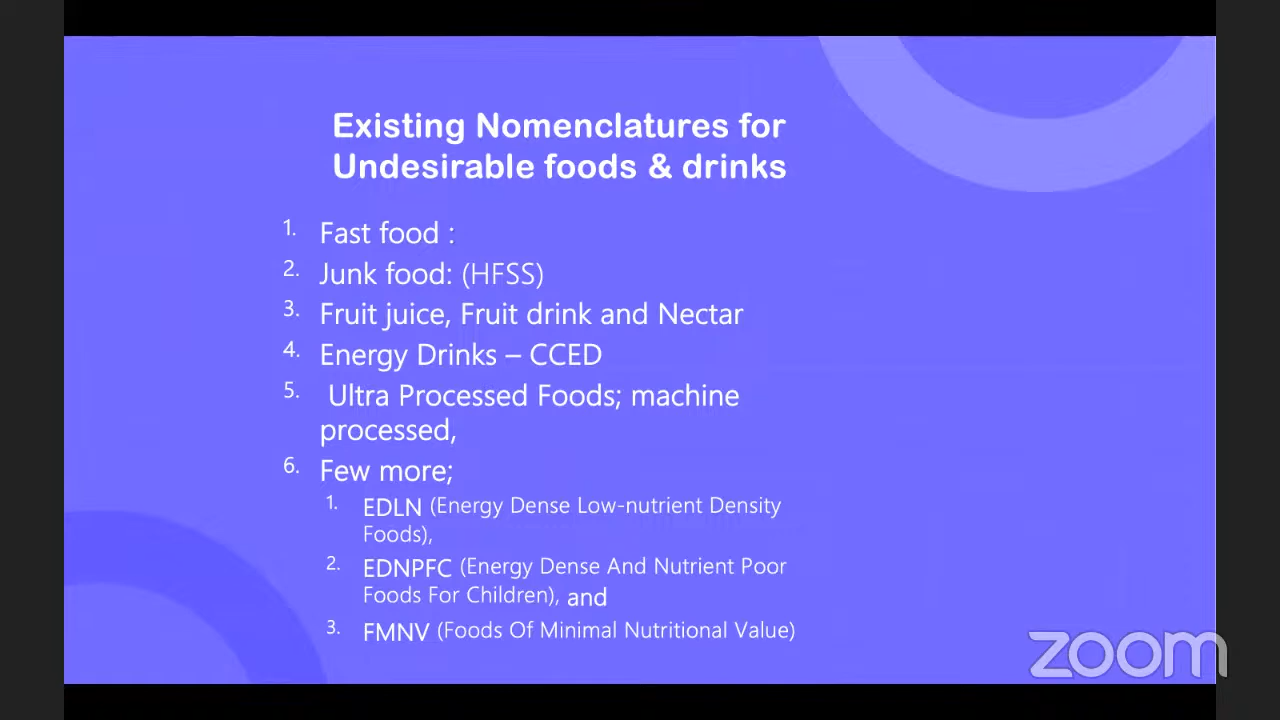 Existing Nomenclatures for
Undesirable foods & drinks
1. Fast food :
2. Junk food: (HFSS)
3. Fruit juice, Fruit drink and Nectar
4. Energy Drinks – CCED
5. Ultra Processed Foods; machine
processed,
6. Few more;
1. EDLN (Energy Dense Low-nutrient Density
Foods),
2. EDNPFC (Energy Dense And Nutrient Poor
Foods For Children), and
3. FMNV (Foods Of Minimal Nutritional Value)
zoom